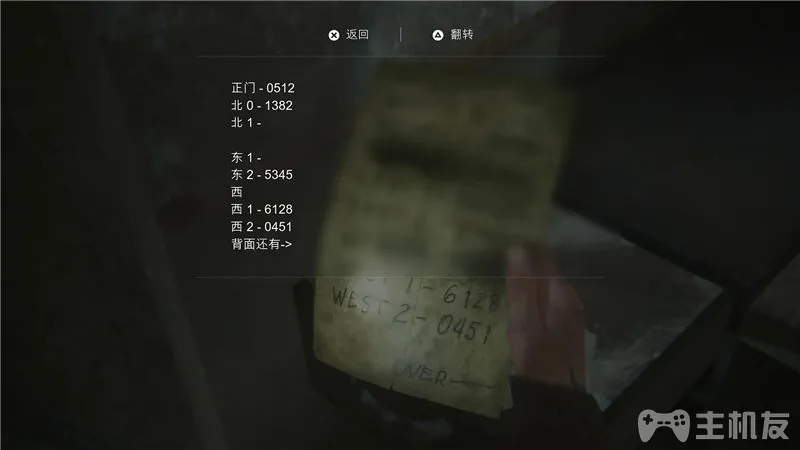 返回 翻转
正门 - 0512
北 0 - 1382
北 1 -
东 1 -
东 2 - 5345
西
西 1 - 6128
西 2 - 0451
背面还有->
1 - 6128
WEST 2 - 0451
主机友